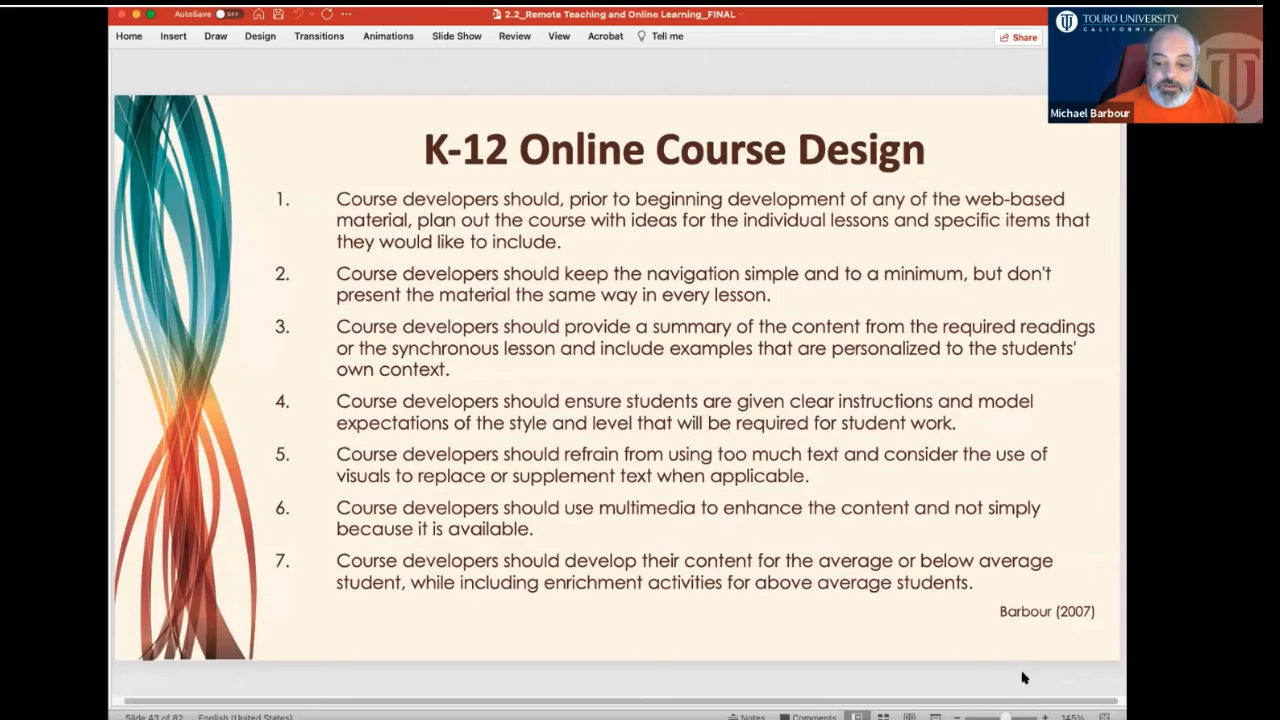 AutoSave OFF
2.2_Remote Teaching and Online Learning_FINAL
Home Insert Draw Design Transitions Animations Slide Show Review View Acrobat Tell me
Share
TOURO UNIVERSITY
CALIFORNIA
Michael Barbour
K-12 Online Course Design
1. Course developers should, prior to beginning development of any of the web-based
material, plan out the course with ideas for the individual lessons and specific items that
they would like to include.
2. Course developers should keep the navigation simple and to a minimum, but don't
present the material the same way in every lesson.
3. Course developers should provide a summary of the content from the required readings
or the synchronous lesson and include examples that are personalized to the students'
own context.
4. Course developers should ensure students are given clear instructions and model
expectations of the style and level that will be required for student work.
5. Course developers should refrain from using too much text and consider the use of
visuals to replace or supplement text when applicable.
6. Course developers should use multimedia to enhance the content and not simply
because it is available.
7. Course developers should develop their content for the average or below average
student, while including enrichment activities for above average students.
Barbour (2007)
Slide 43 of 82 English (United States) Notes Comments 145%